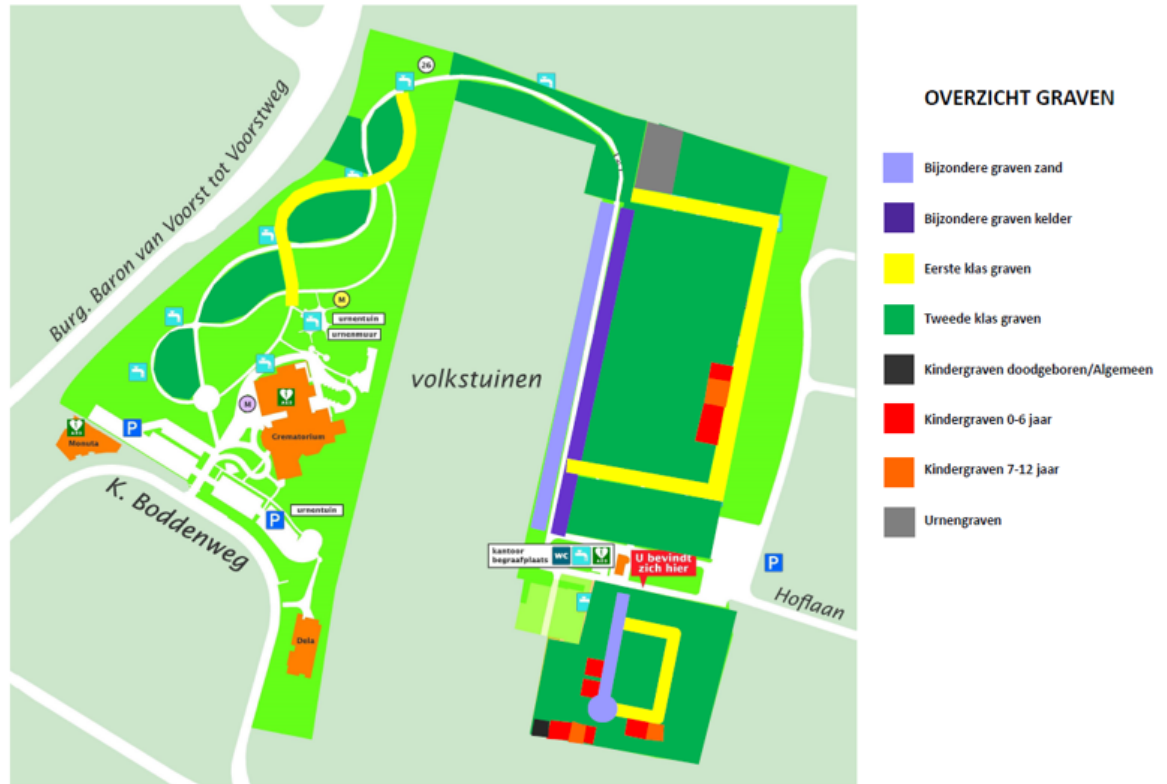 OVERZICHT GRAVEN
Bijzondere graven zand
Bijzondere graven kelder
Eerste klas graven
Tweede klas graven
Kindergraven doodgeboren/Algemeen
Kindergraven 0-6 jaar
Kindergraven 7-12 jaar
Urnengraven
26
Burg. Baron van Voorst tot Voorstweg
M
urnentuin
urnenmuur
volkstuinen
M
P
Monuta
Crematorium
K. Boddenweg
urnentuin
P
kantoor
begraafplaats
WC
U bevindt
zich hier
P
Hoflaan
Dela